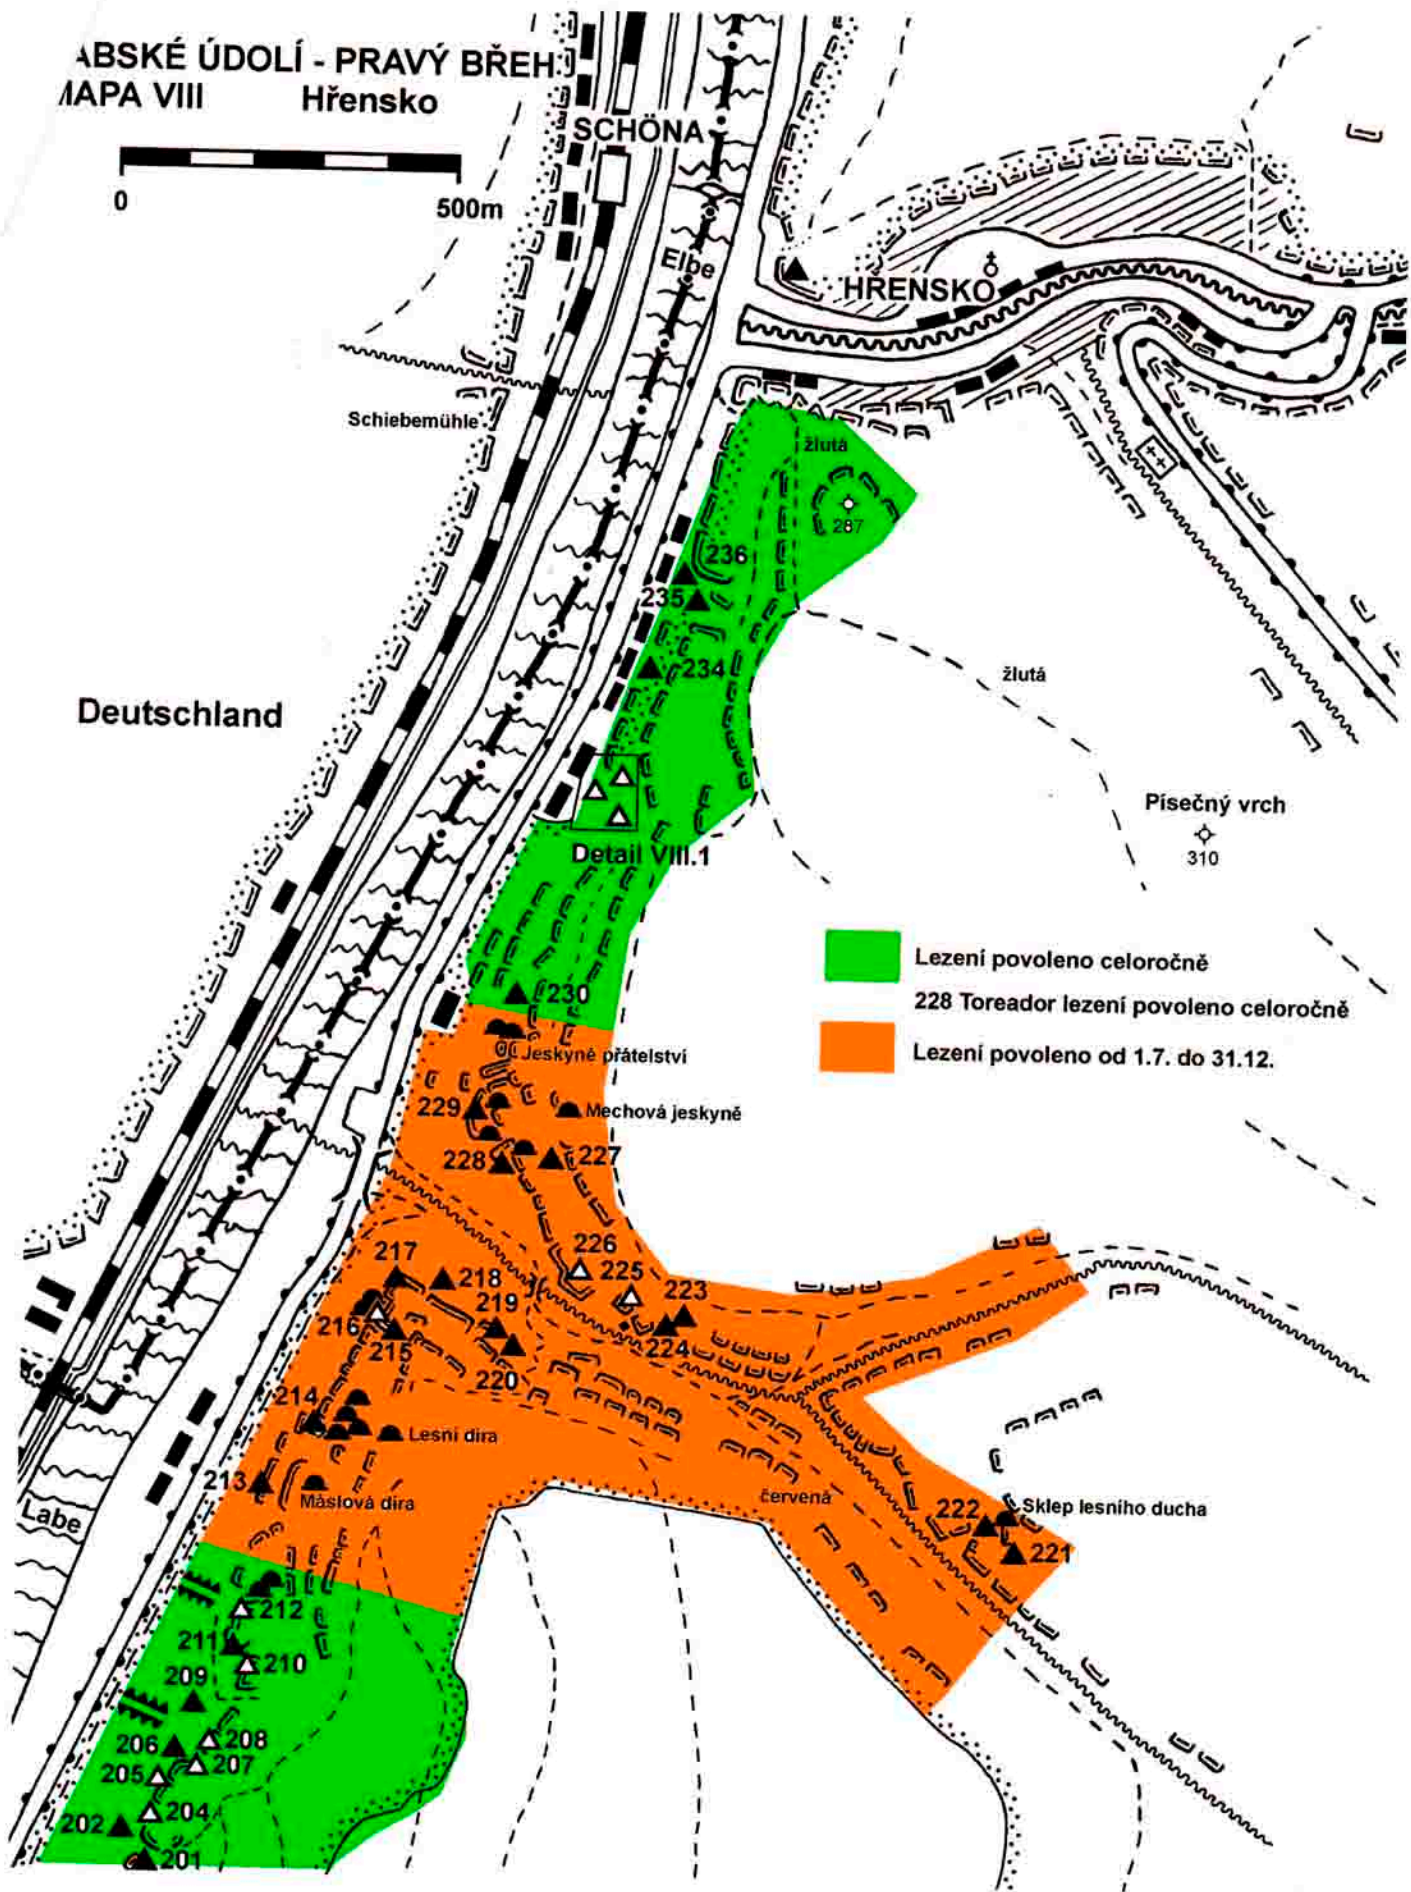 ABSKÉ ÚDOLÍ - PRAVÝ BŘEH
MAPA VIII Hřensko
0 500m
SCHÖNA
Elbe
HŘENSKO
Schiebemühle
žlutá
287
236
235
234
žlutá
Deutschland
Písečný vrch
310
Detail VIII.1
Lezení povoleno celoročně
228 Toreador lezení povoleno celoročně
Lezení povoleno od 1.7. do 31.12.
230
Jeskyně přátelství
229
Mechová jeskyně
228
227
226
225
223
224
217
218
219
216
215
220
214
Lesní díra
213
Máslová díra
červená
Labe
222
Sklep lesního ducha
221
212
211
210
209
208
206
207
205
204
202
201